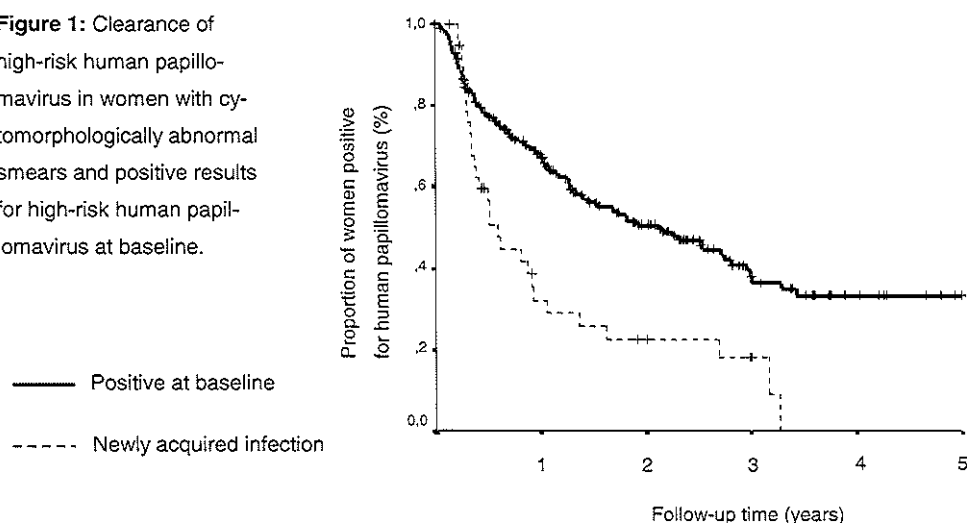 Figure 1: Clearance of
high-risk human papillo-
mavirus in women with cy-
tomorphologically abnormal
smears and positive results
for high-risk human papil-
lomavirus at baseline.
Positive at baseline
Newly acquired infection
Proportion of women positive
for human papillomavirus (%)
1,0
,8
,6
,4
,2
0,0
1 2 3 4 5
Follow-up time (years)